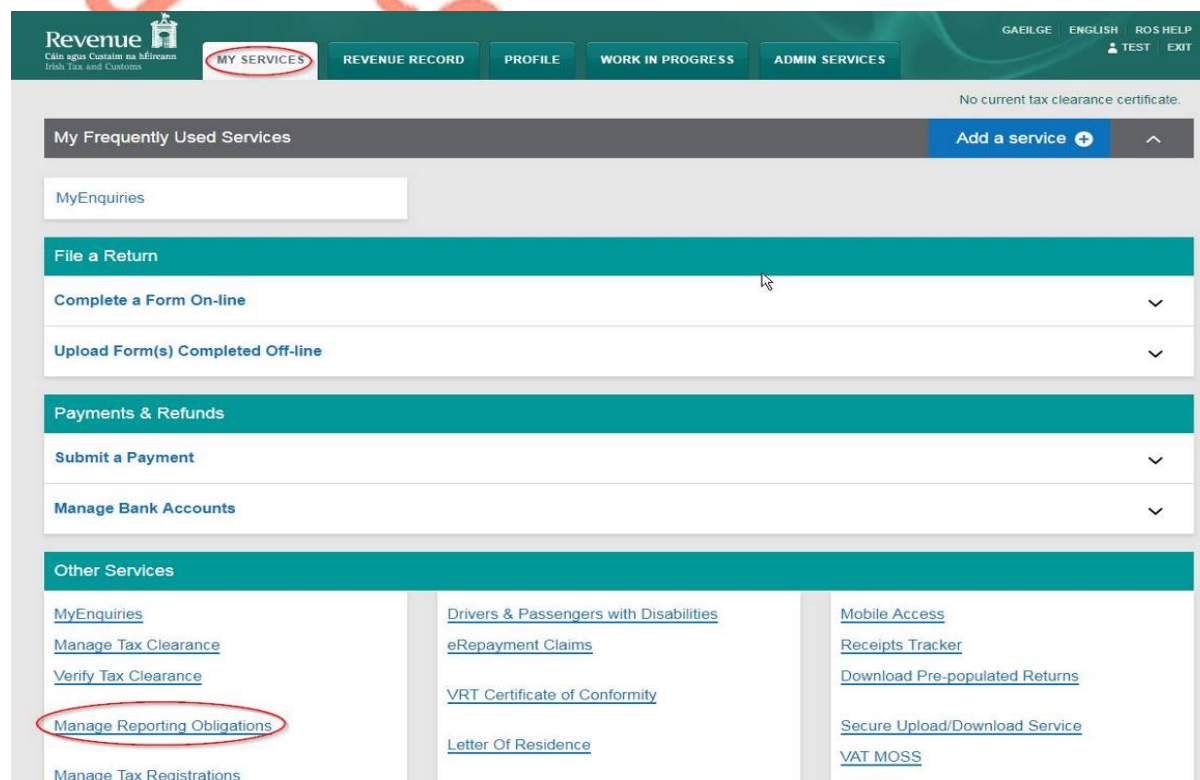 Revenue
Cáin agus Custaim na hÉireann
Irish Tax and Customs
MY SERVICES
REVENUE RECORD
PROFILE
WORK IN PROGRESS
ADMIN SERVICES
GAEILGE ENGLISH ROS HELP
TEST EXIT
No current tax clearance certificate.
My Frequently Used Services
Add a service
MyEnquiries
File a Return
Complete a Form On-line
Upload Form(s) Completed Off-line
Payments & Refunds
Submit a Payment
Manage Bank Accounts
Other Services
MyEnquiries
Manage Tax Clearance
Verify Tax Clearance
Manage Reporting Obligations
Manage Tax Registrations
Drivers & Passengers with Disabilities
eRepayment Claims
VRT Certificate of Conformity
Letter Of Residence
Mobile Access
Receipts Tracker
Download Pre-populated Returns
Secure Upload/Download Service
VAT MOSS